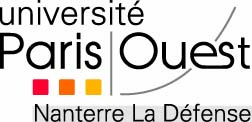 université
Paris Ouest
Nanterre La Défense